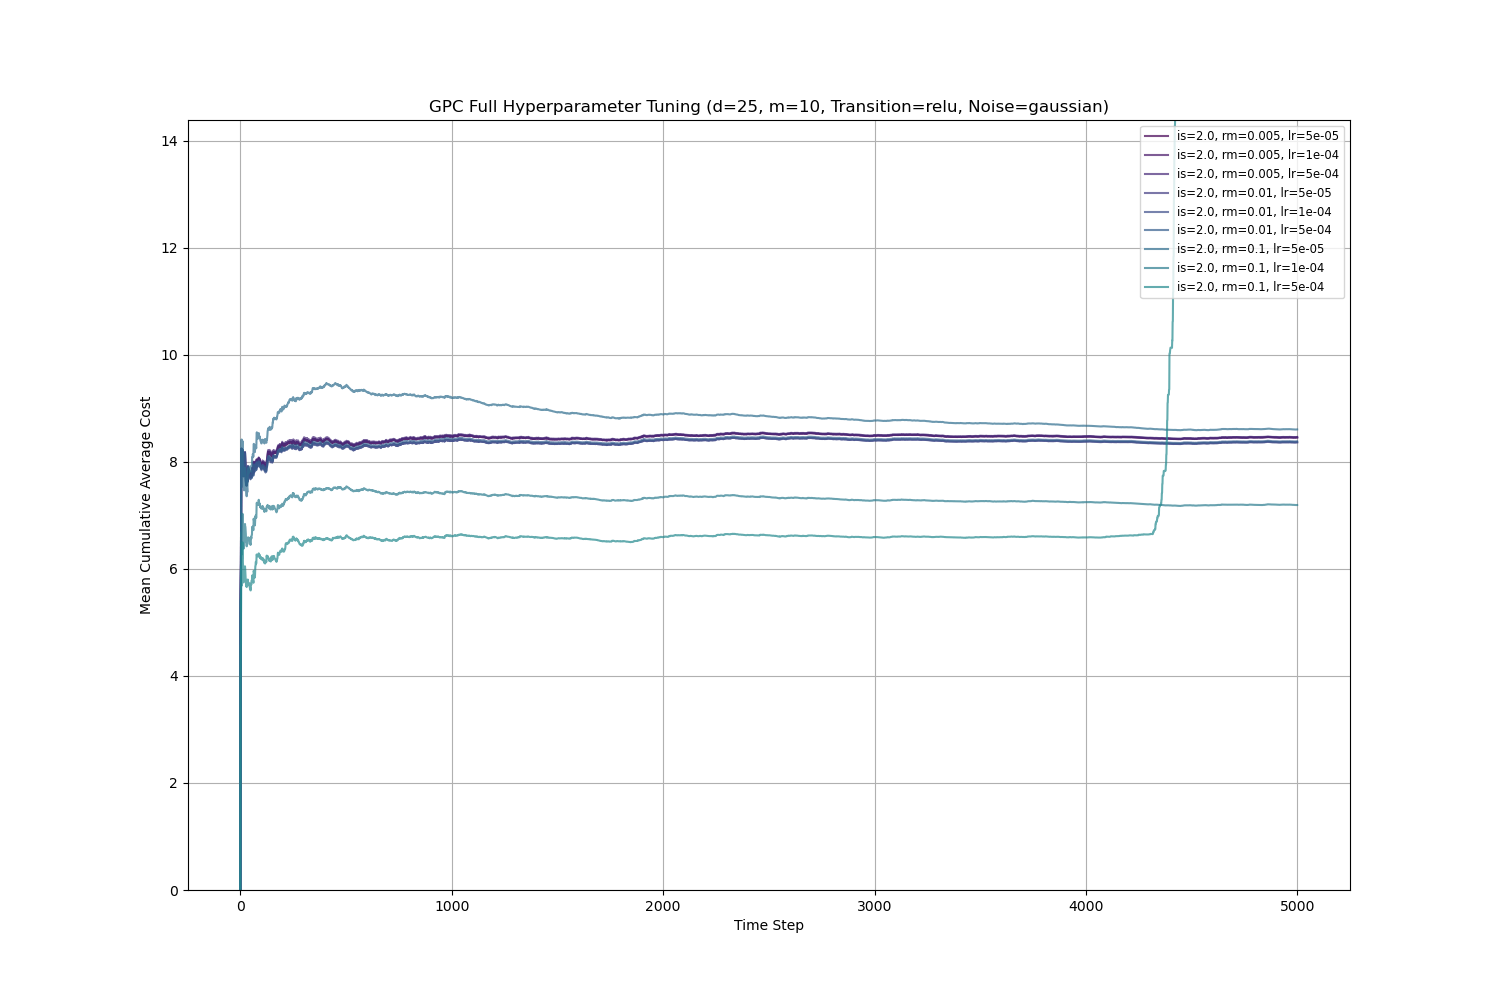 GPC Full Hyperparameter Tuning (d=25, m=10, Transition=relu, Noise=gaussian)
14
12
10
8
6
4
2
0
Mean Cumulative Average Cost
is=2.0, rm=0.005, lr=5e-05
is=2.0, rm=0.005, lr=1e-04
is=2.0, rm=0.005, lr=5e-04
is=2.0, rm=0.01, lr=5e-05
is=2.0, rm=0.01, lr=1e-04
is=2.0, rm=0.01, lr=5e-04
is=2.0, rm=0.1, lr=5e-05
is=2.0, rm=0.1, lr=1e-04
is=2.0, rm=0.1, lr=5e-04
0 1000 2000 3000 4000 5000
Time Step